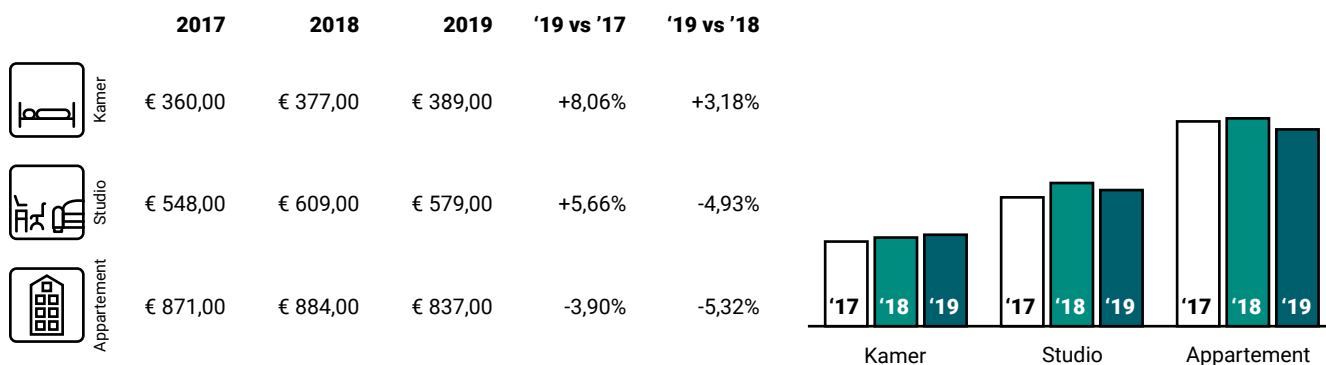 2017 2018 2019 ‘19 vs ’17 ‘19 vs ’18
Kamer € 360,00 € 377,00 € 389,00 +8,06% +3,18%
Studio € 548,00 € 609,00 € 579,00 +5,66% -4,93%
Appartement € 871,00 € 884,00 € 837,00 -3,90% -5,32%
‘17 ‘18 ‘19 ‘17 ‘18 ‘19 ‘17 ‘18 ‘19
Kamer Studio Appartement